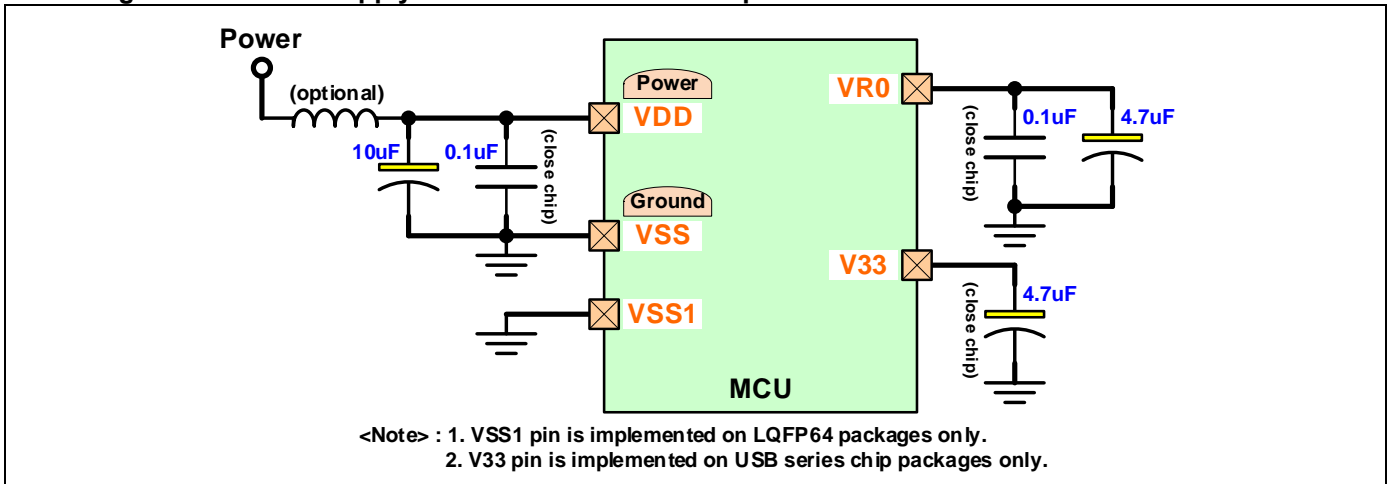 Power
(optional)
10uF
0.1uF
(close chip)
Power
VDD
Ground
VSS
VSS1
MCU
VR0
0.1uF
4.7uF
(close chip)
V33
4.7uF
(close chip)
<Note> : 1. VSS1 pin is implemented on LQFP64 packages only.
2. V33 pin is implemented on USB series chip packages only.